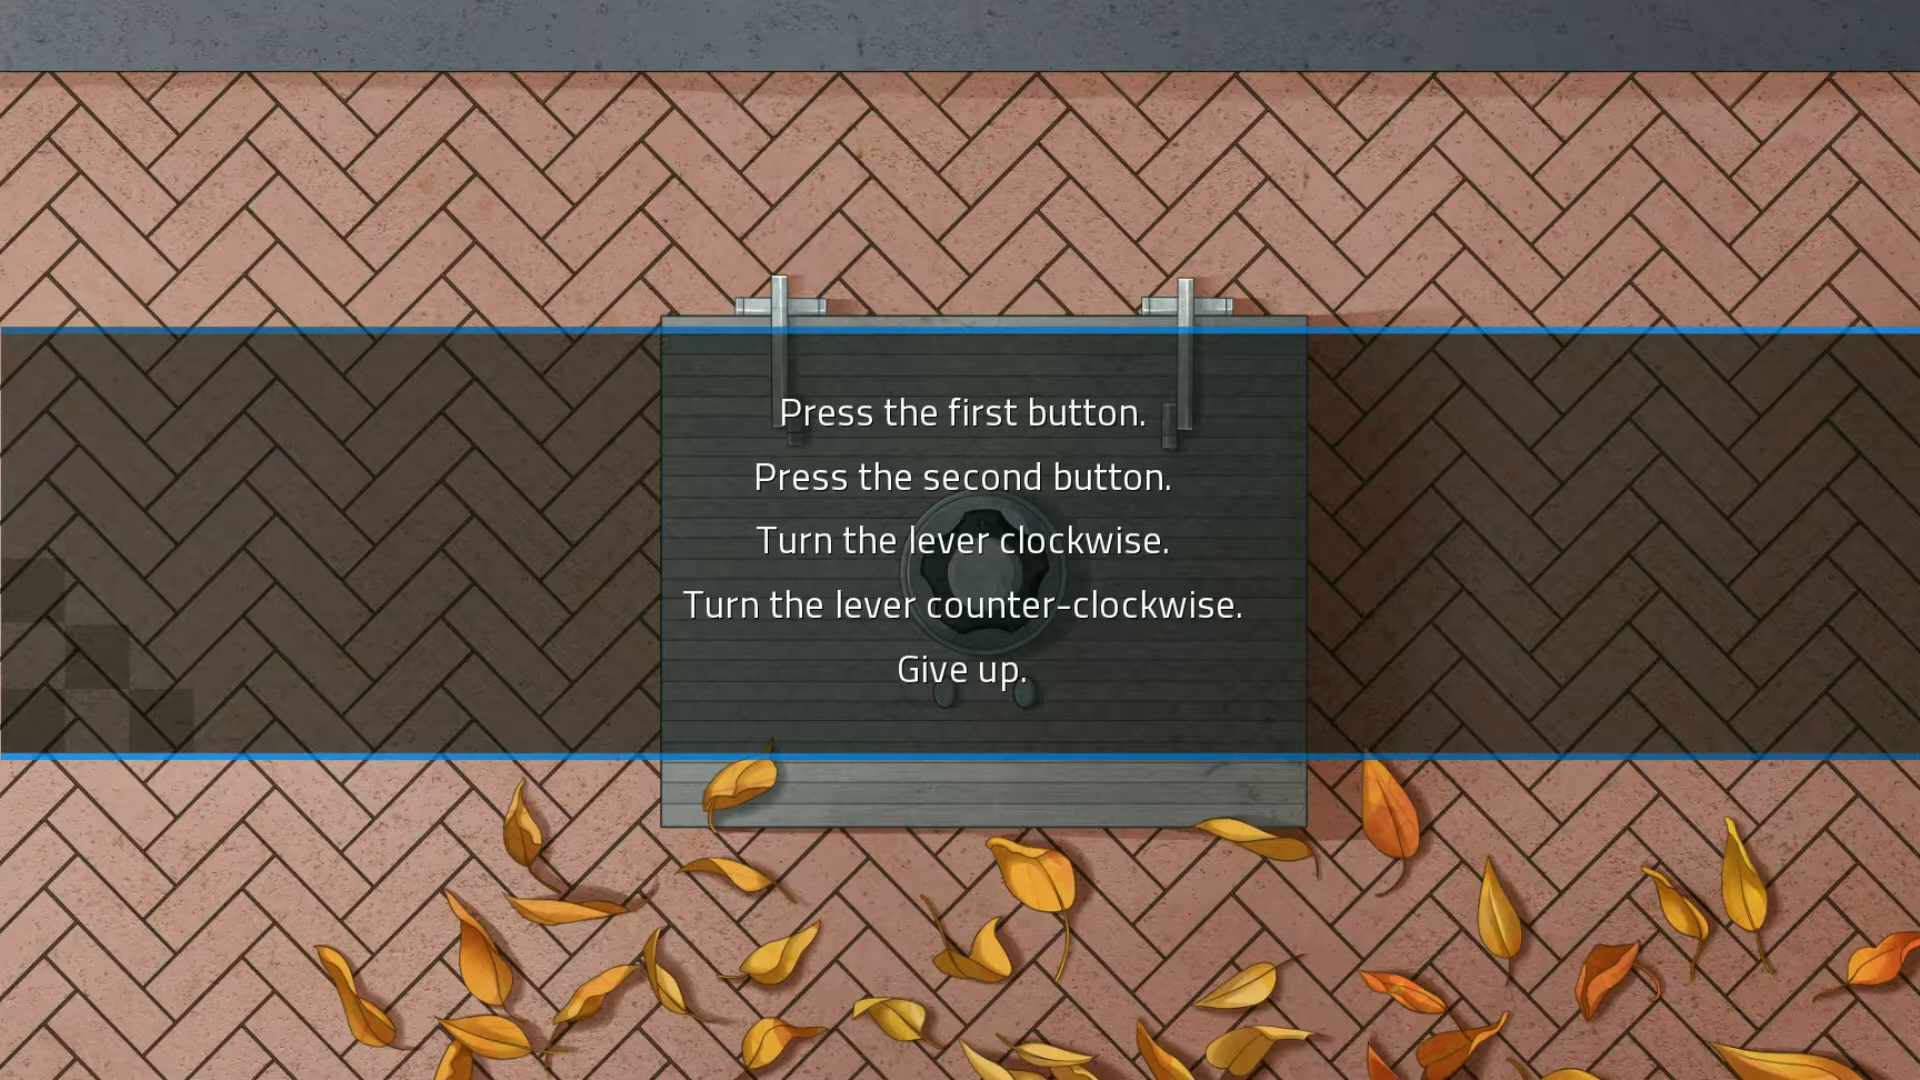 Press the first button.
Press the second button.
Turn the lever clockwise.
Turn the lever counter-clockwise.
Give up.